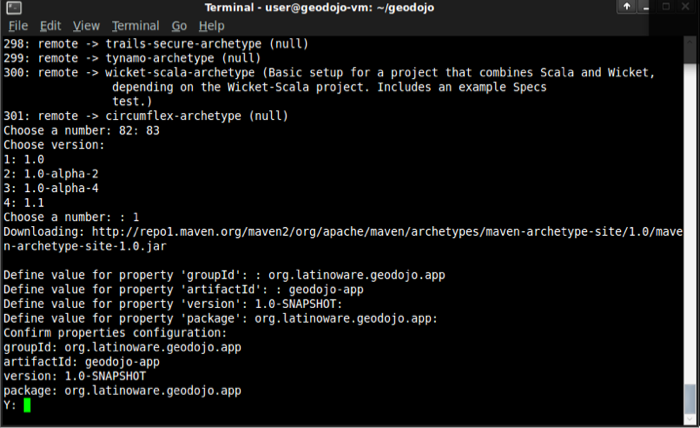 Terminal - user@geodojo-vm: ~/geodojo
File Edit View Terminal Go Help
298: remote -> trails-secure-archetype (null)
299: remote -> tynamo-archetype (null)
300: remote -> wicket-scala-archetype (Basic setup for a project that combines Scala and Wicket,
depending on the Wicket-Scala project. Includes an example Specs
test.)
301: remote -> circumflex-archetype (null)
Choose a number: 82: 83
Choose version:
1: 1.0
2: 1.0-alpha-2
3: 1.0-alpha-4
4: 1.1
Choose a number: : 1
Downloading: http://repo1.maven.org/maven2/org/apache/maven/archetypes/maven-archetype-site/1.0/mave
n-archetype-site-1.0.jar
Define value for property 'groupId': : org.latinoware.geodojo.app
Define value for property 'artifactId': : geodojo-app
Define value for property 'version': 1.0-SNAPSHOT:
Define value for property 'package': org.latinoware.geodojo.app:
Confirm properties configuration:
groupId: org.latinoware.geodojo.app
artifactId: geodojo-app
version: 1.0-SNAPSHOT
package: org.latinoware.geodojo.app
Y: